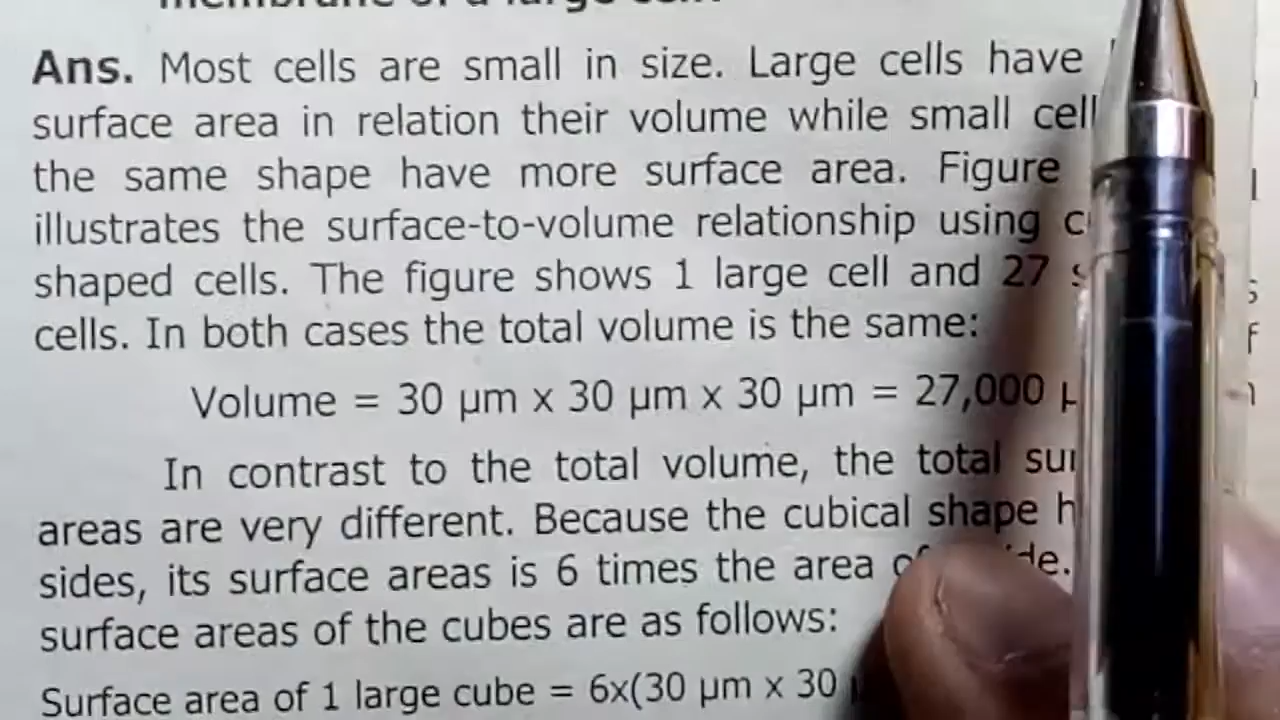 Ans. Most cells are small in size. Large cells have
surface area in relation their volume while small cell
the same shape have more surface area. Figure
illustrates the surface-to-volume relationship using
shaped cells. The figure shows 1 large cell and 27
cells. In both cases the total volume is the same:
Volume = 30 µm x 30 µm x 30 µm = 27,000
In contrast to the total volume, the total
areas are very different. Because the cubical shape
sides, its surface areas is 6 times the area
surface areas of the cubes are as follows:
Surface area of 1 large cube = 6x(30 µm x 30